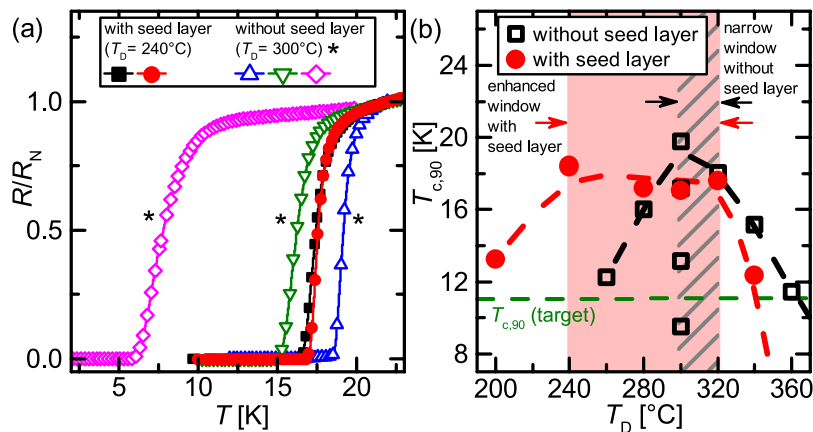 (a)
with seed layer
(T_D = 240°C)
without seed layer
(T_D = 300°C) *
1.0
0.5
0.0
R/R_N
*
*
*
5
10
15
20
T [K]
(b)
without seed layer
with seed layer
narrow
window
without
seed layer
enhanced
window
with
seed layer
24
20
16
12
8
T_c,90 [K]
T_c,90 (target)
200
240
280
320
360
T_D [°C]